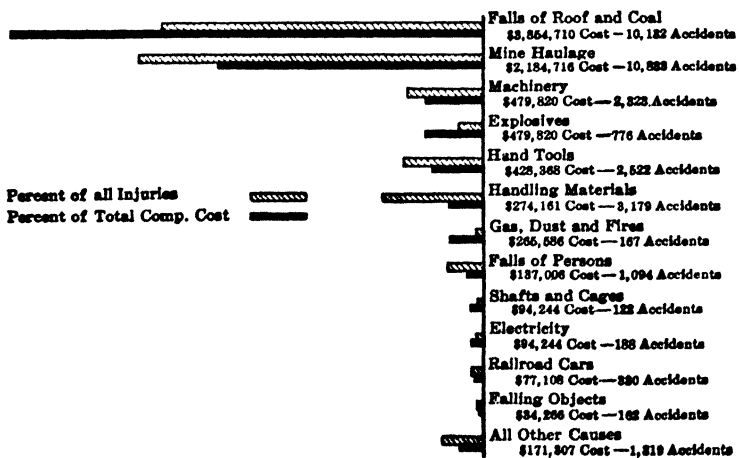 Falls of Roof and Coal
$3,854,710 Cost—10,132 Accidents
Mine Haulage
$2,184,716 Cost—10,833 Accidents
Machinery
$479,820 Cost—2,323 Accidents
Explosives
$479,820 Cost—776 Accidents
Hand Tools
$428,368 Cost—2,522 Accidents
Percent of all Injuries
Percent of Total Comp. Cost
Handling Materials
$274,161 Cost—3,179 Accidents
Gas, Dust and Fires
$265,586 Cost—167 Accidents
Falls of Persons
$137,006 Cost—1,094 Accidents
Shafts and Cages
$94,244 Cost—122 Accidents
Electricity
$94,244 Cost—188 Accidents
Railroad Cars
$77,108 Cost—330 Accidents
Falling Objects
$34,266 Cost—162 Accidents
All Other Causes
$171,307 Cost—1,319 Accidents